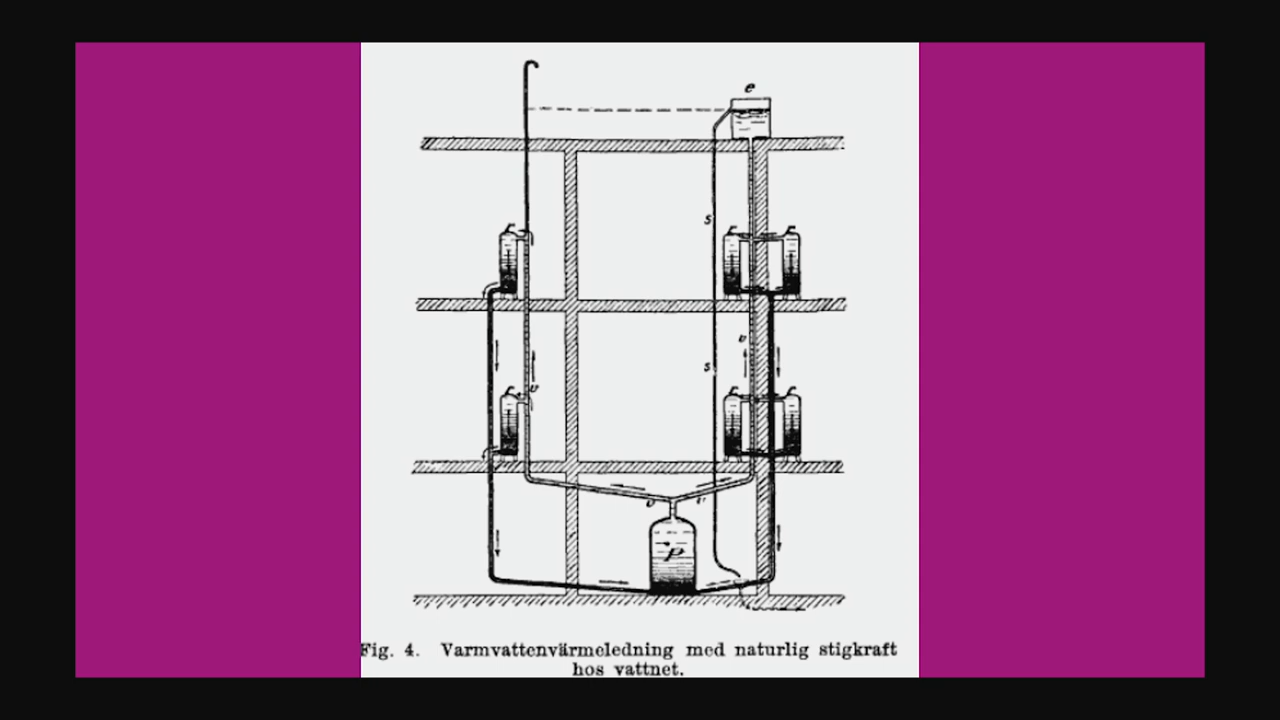 e
r
s
r
r
v
s
r
v
r
r
v
v
p
Fig. 4. Varmvattenvärmeledning med naturlig stigkraft
hos vattnet.